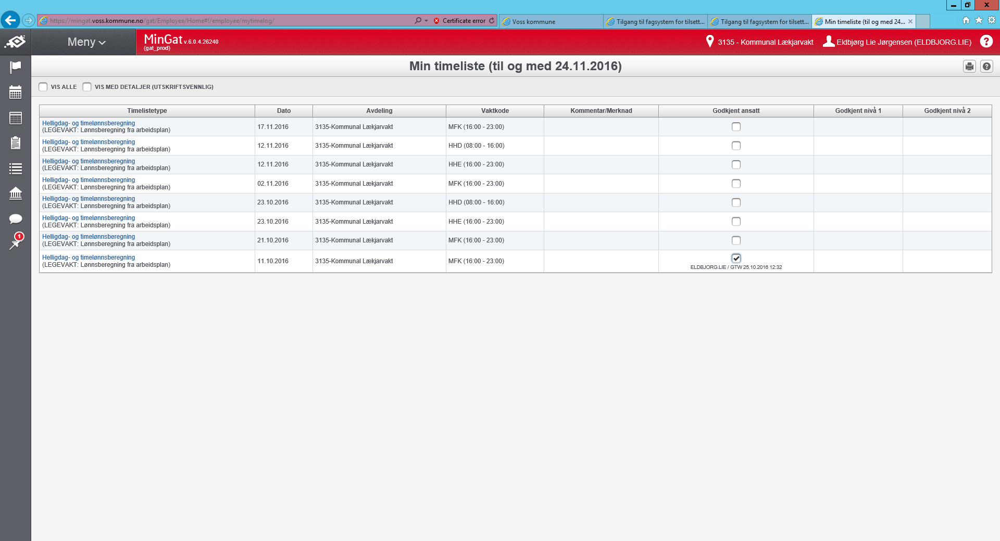 https://mingat.voss.kommune.no/gat/Employee/Home#!/employee/mytimelog/
Certificate error
Voss kommune
Tilgang til fagsystem for tilsett...
Tilgang til fagsystem for tilsett...
Min timeliste (til og med 24...
Meny
MinGat v.6.0.4.26240
(gat_prod)
3135 - Kommunal Lækjarvakt
Eldbjørg Lie Jørgensen (ELDBJORG.LIE)
Min timeliste (til og med 24.11.2016)
VIS ALLE
VIS MED DETALJER (UTSKRIFTSVENNLIG)
Timelistetype Dato Avdeling Vaktkode Kommentar/Merknad Godkjent ansatt Godkjent nivå 1 Godkjent nivå 2
Helligdag- og timelønnsberegning
(LEGEVAKT: Lønnsberegning fra arbeidsplan)
17.11.2016 3135-Kommunal Lækjarvakt MFK (16:00 - 23:00)
Helligdag- og timelønnsberegning
(LEGEVAKT: Lønnsberegning fra arbeidsplan)
12.11.2016 3135-Kommunal Lækjarvakt HHD (08:00 - 16:00)
Helligdag- og timelønnsberegning
(LEGEVAKT: Lønnsberegning fra arbeidsplan)
12.11.2016 3135-Kommunal Lækjarvakt HHE (16:00 - 23:00)
Helligdag- og timelønnsberegning
(LEGEVAKT: Lønnsberegning fra arbeidsplan)
02.11.2016 3135-Kommunal Lækjarvakt MFK (16:00 - 23:00)
Helligdag- og timelønnsberegning
(LEGEVAKT: Lønnsberegning fra arbeidsplan)
23.10.2016 3135-Kommunal Lækjarvakt HHD (08:00 - 16:00)
Helligdag- og timelønnsberegning
(LEGEVAKT: Lønnsberegning fra arbeidsplan)
23.10.2016 3135-Kommunal Lækjarvakt HHE (16:00 - 23:00)
Helligdag- og timelønnsberegning
(LEGEVAKT: Lønnsberegning fra arbeidsplan)
21.10.2016 3135-Kommunal Lækjarvakt MFK (16:00 - 23:00)
Helligdag- og timelønnsberegning
(LEGEVAKT: Lønnsberegning fra arbeidsplan)
11.10.2016 3135-Kommunal Lækjarvakt MFK (16:00 - 23:00)
ELDBJORG.LIE / GTW 25.10.2016 12:32
1